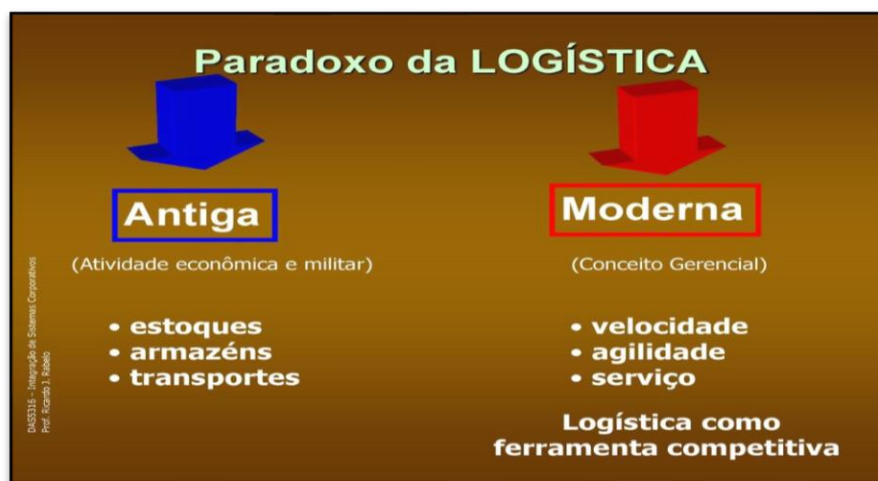 Paradoxo da LOGÍSTICA
Antiga
(Atividade econômica e militar)
• estoques
• armazéns
• transportes
Moderna
(Conceito Gerencial)
• velocidade
• agilidade
• serviço
Logística como
ferramenta competitiva
DAS5316 – Integração de Sistemas Corporativos
Prof. Ricardo J. Rabelo